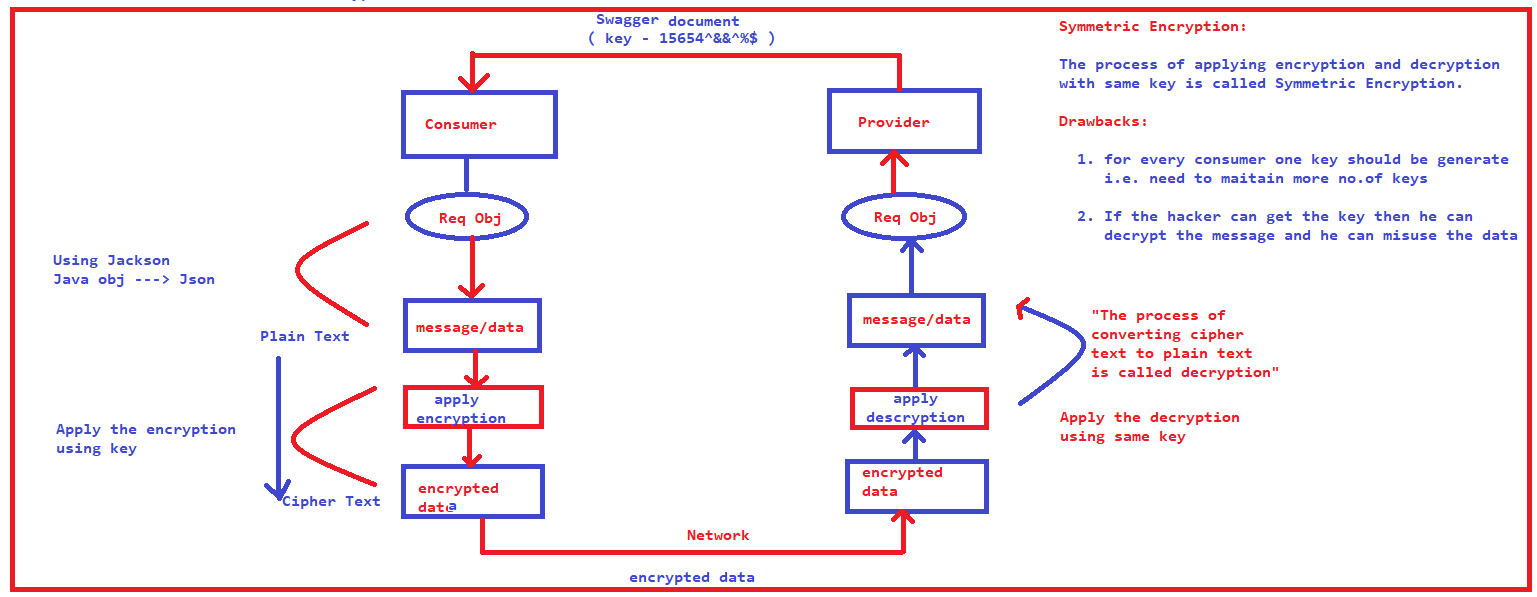 Swagger document
( key - 15654^&&^%$ )
Consumer
Req Obj
Using Jackson
Java obj ---> Json
message/data
Plain Text
apply
encryption
Apply the encryption
using key
encrypted
data
Cipher Text
Network
encrypted data
Provider
Req Obj
message/data
apply
descryption
encrypted
data
Symmetric Encryption:
The process of applying encryption and decryption
with same key is called Symmetric Encryption.
Drawbacks:
1. for every consumer one key should be generate
i.e. need to maitain more no.of keys
2. If the hacker can get the key then he can
decrypt the message and he can misuse the data
"The process of
converting cipher
text to plain text
is called decryption"
Apply the decryption
using same key